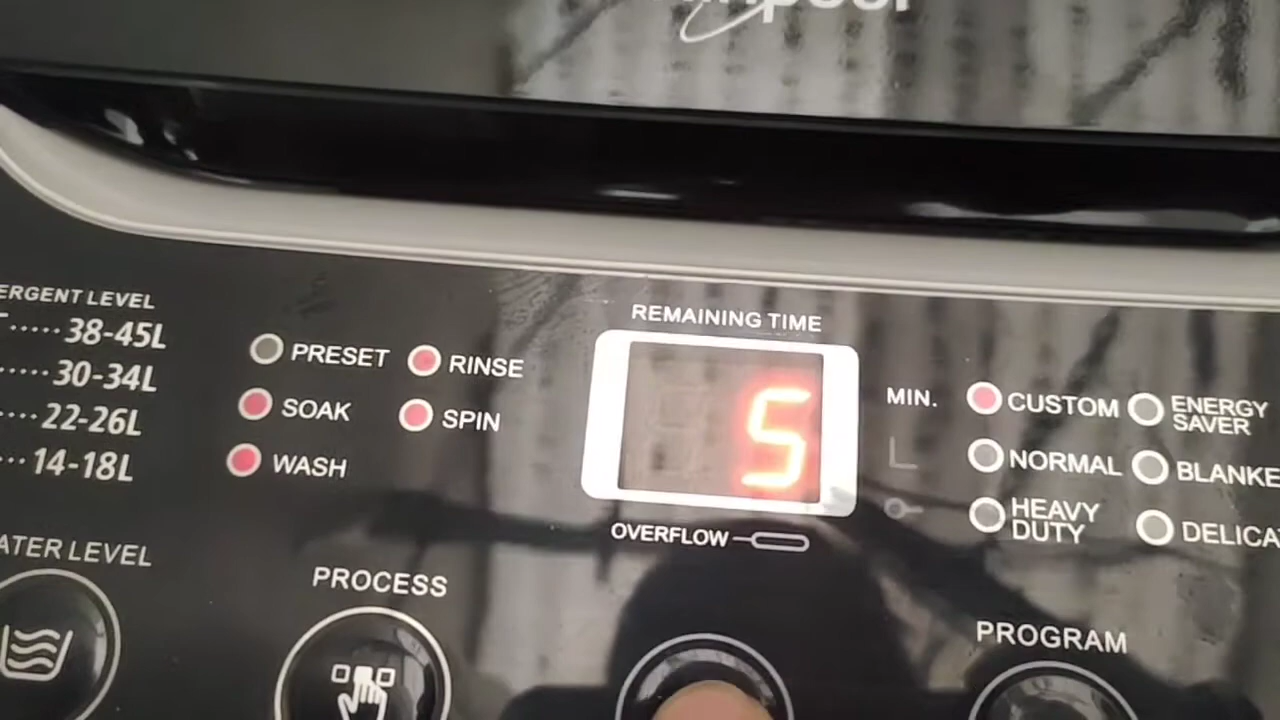 ERGENT LEVEL
38-45L
30-34L
22-26L
14-18L
ATER LEVEL
PRESET
RINSE
SOAK
SPIN
WASH
PROCESS
REMAINING TIME
5
MIN.
L
OVERFLOW
CUSTOM
ENERGY
SAVER
NORMAL
BLANKE
HEAVY
DUTY
DELICA
PROGRAM